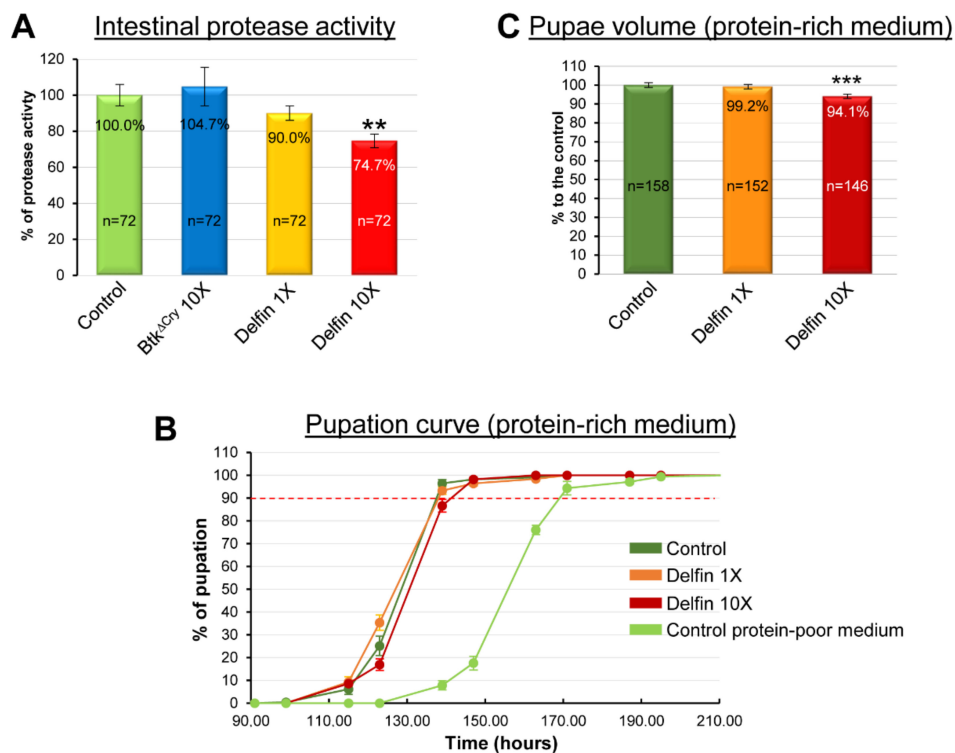 A Intestinal protease activity
% of protease activity
120
100
80
60
40
20
0
100.0%
104.7%
90.0%
**
74.7%
n=72
n=72
n=72
n=72
Control
Btk^ΔCry 10X
Delfin 1X
Delfin 10X
C Pupae volume (protein-rich medium)
% to the control
110
100
90
80
70
60
50
40
30
20
10
0
99.2%
***
94.1%
n=158
n=152
n=146
Control
Delfin 1X
Delfin 10X
B Pupation curve (protein-rich medium)
% of pupation
110
100
90
80
70
60
50
40
30
20
10
0
Control
Delfin 1X
Delfin 10X
Control protein-poor medium
90.00 110.00 130.00 150.00 170.00 190.00 210.00
Time (hours)